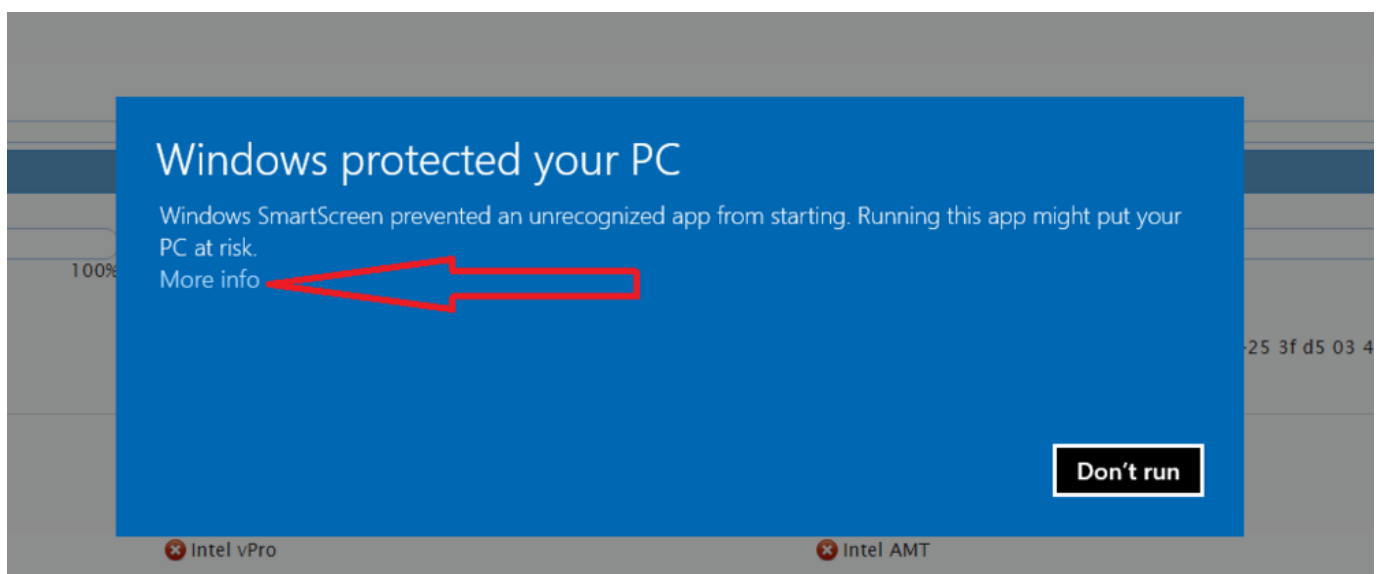 Windows protected your PC
Windows SmartScreen prevented an unrecognized app from starting. Running this app might put your
PC at risk.
More info
100%
-25 3f d5 03 4
Don't run
Intel vPro
Intel AMT